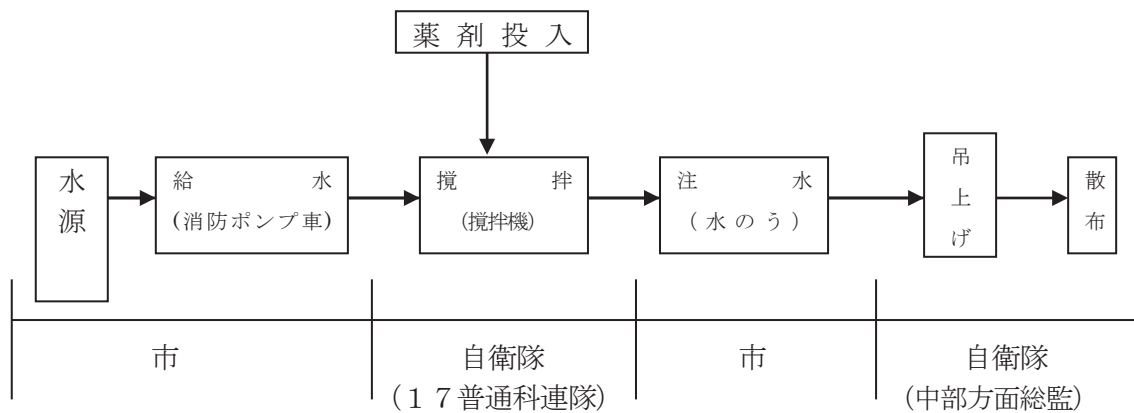 薬剤投入
水源
給水
(消防ポンプ車)
攪拌
(攪拌機)
注水
(水のう)
吊上げ
散布
市
自衛隊
(17普通科連隊)
市
自衛隊
(中部方面総監)